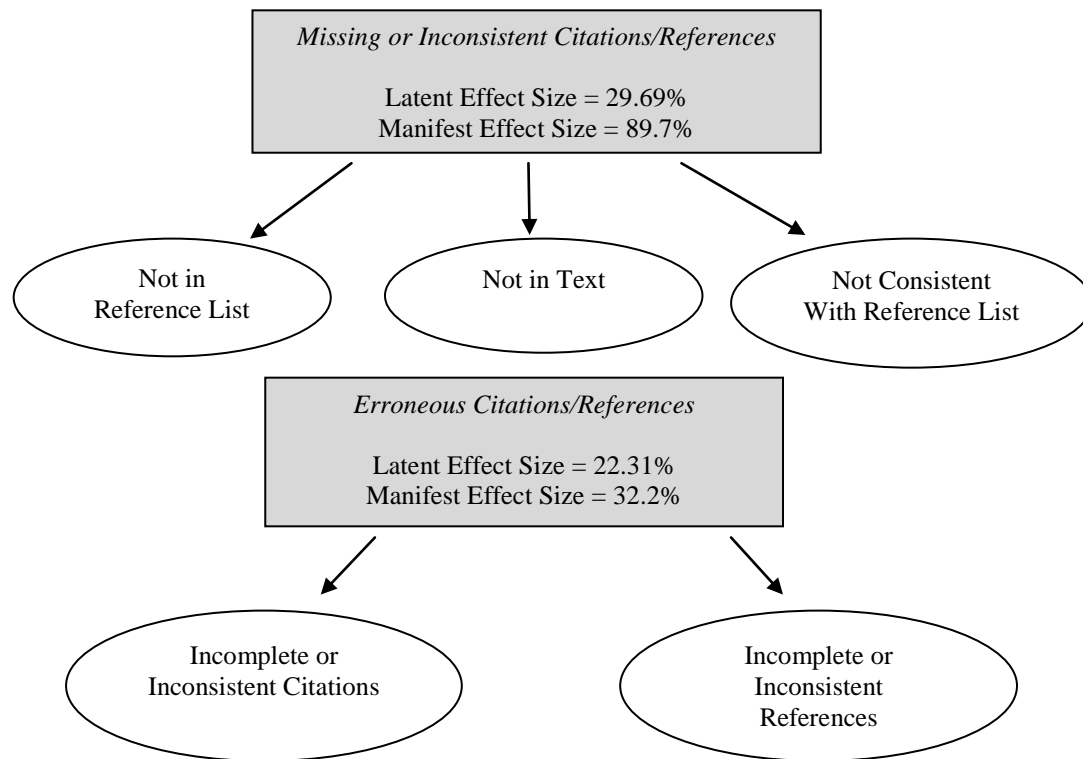 Missing or Inconsistent Citations/References
Latent Effect Size = 29.69%
Manifest Effect Size = 89.7%
Not in
Reference List
Not in Text
Not Consistent
With Reference List
Erroneous Citations/References
Latent Effect Size = 22.31%
Manifest Effect Size = 32.2%
Incomplete or
Inconsistent Citations
Incomplete or
Inconsistent
References